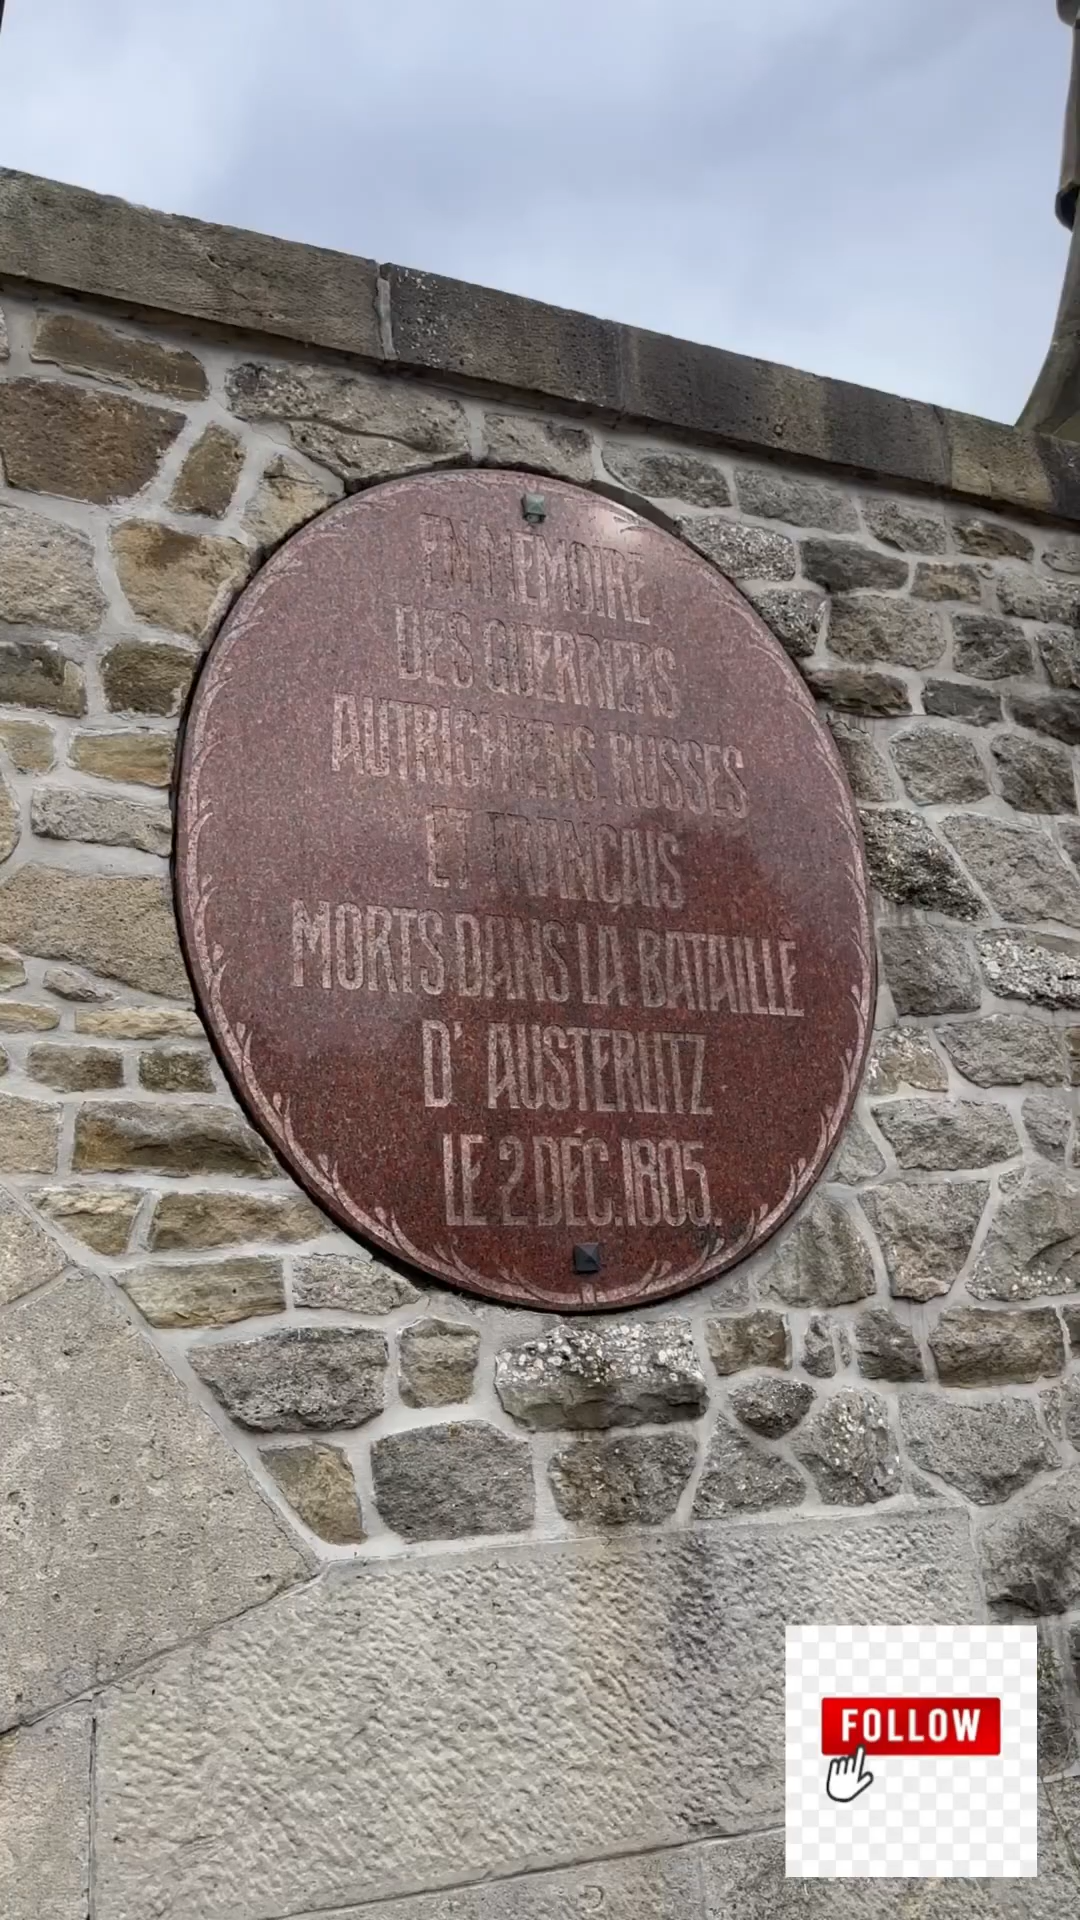 EN MÉMOIRE
DES GUERRIERS
AUTRICHIENS, RUSSES
ET FRANÇAIS
MORTS DANS LA BATAILLE
D' AUSTERLITZ
LE 2 DÉC. 1805.
FOLLOW